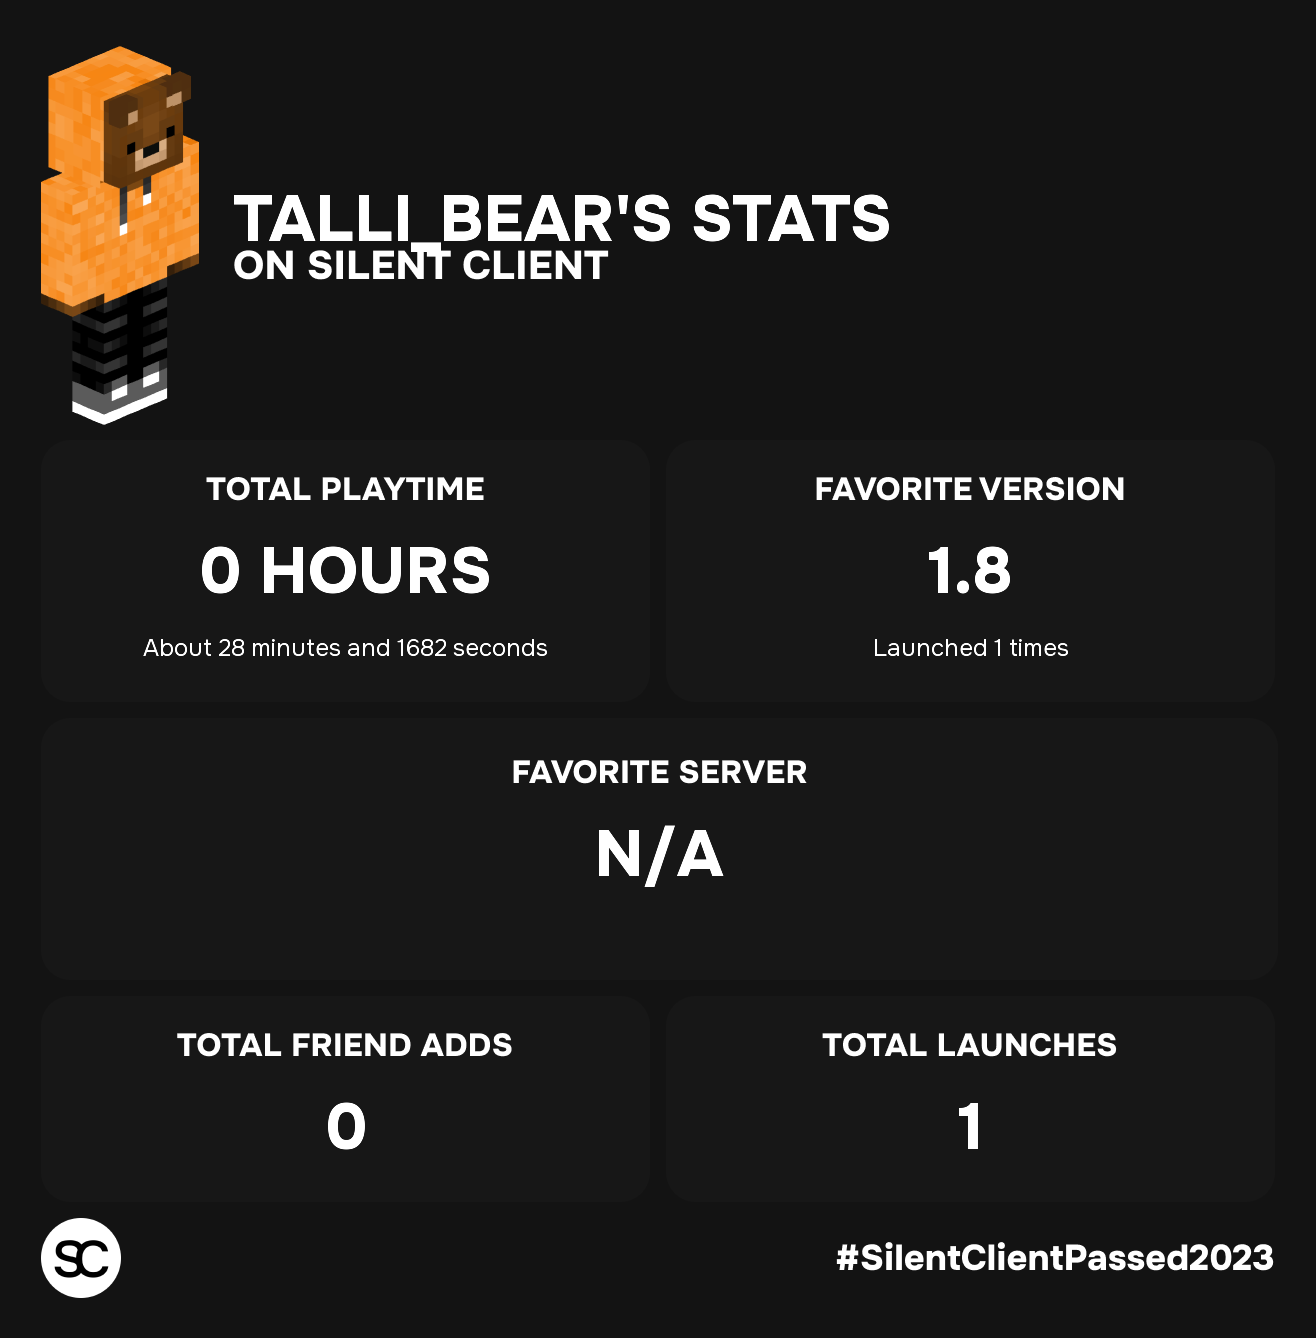 TALLI_BEAR'S STATS
ON SILENT CLIENT
TOTAL PLAYTIME
0 HOURS
About 28 minutes and 1682 seconds
FAVORITE VERSION
1.8
Launched 1 times
FAVORITE SERVER
N/A
TOTAL FRIEND ADDS
0
TOTAL LAUNCHES
1
SC
#SilentClientPassed2023